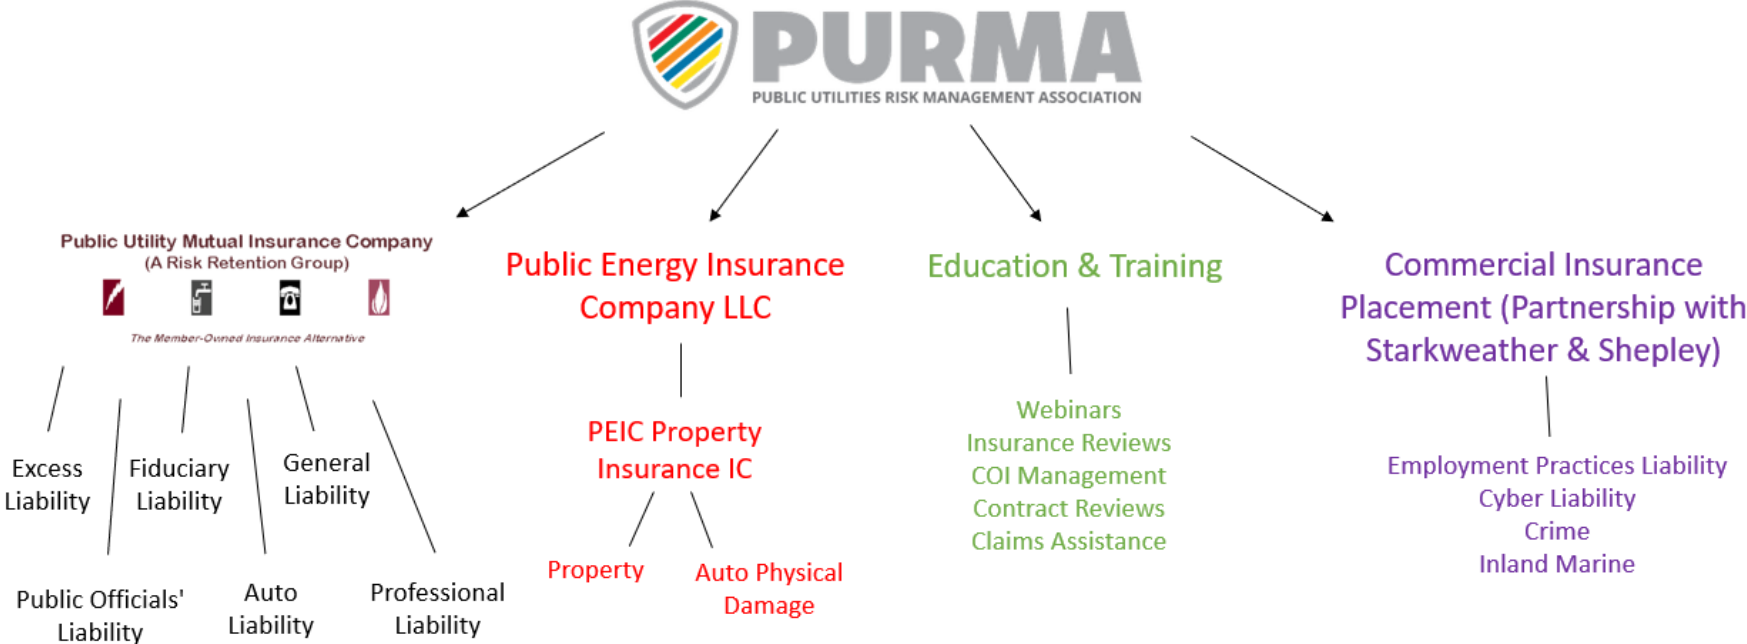 PURMA
PUBLIC UTILITIES RISK MANAGEMENT ASSOCIATION
Public Utility Mutual Insurance Company
(A Risk Retention Group)
The Member-Owned Insurance Alternative
Excess
Liability
Fiduciary
Liability
General
Liability
Public Officials'
Liability
Auto
Liability
Professional
Liability
Public Energy Insurance
Company LLC
PEIC Property
Insurance IC
Property
Auto Physical
Damage
Education & Training
Webinars
Insurance Reviews
COI Management
Contract Reviews
Claims Assistance
Commercial Insurance
Placement (Partnership with
Starkweather & Shepley)
Employment Practices Liability
Cyber Liability
Crime
Inland Marine